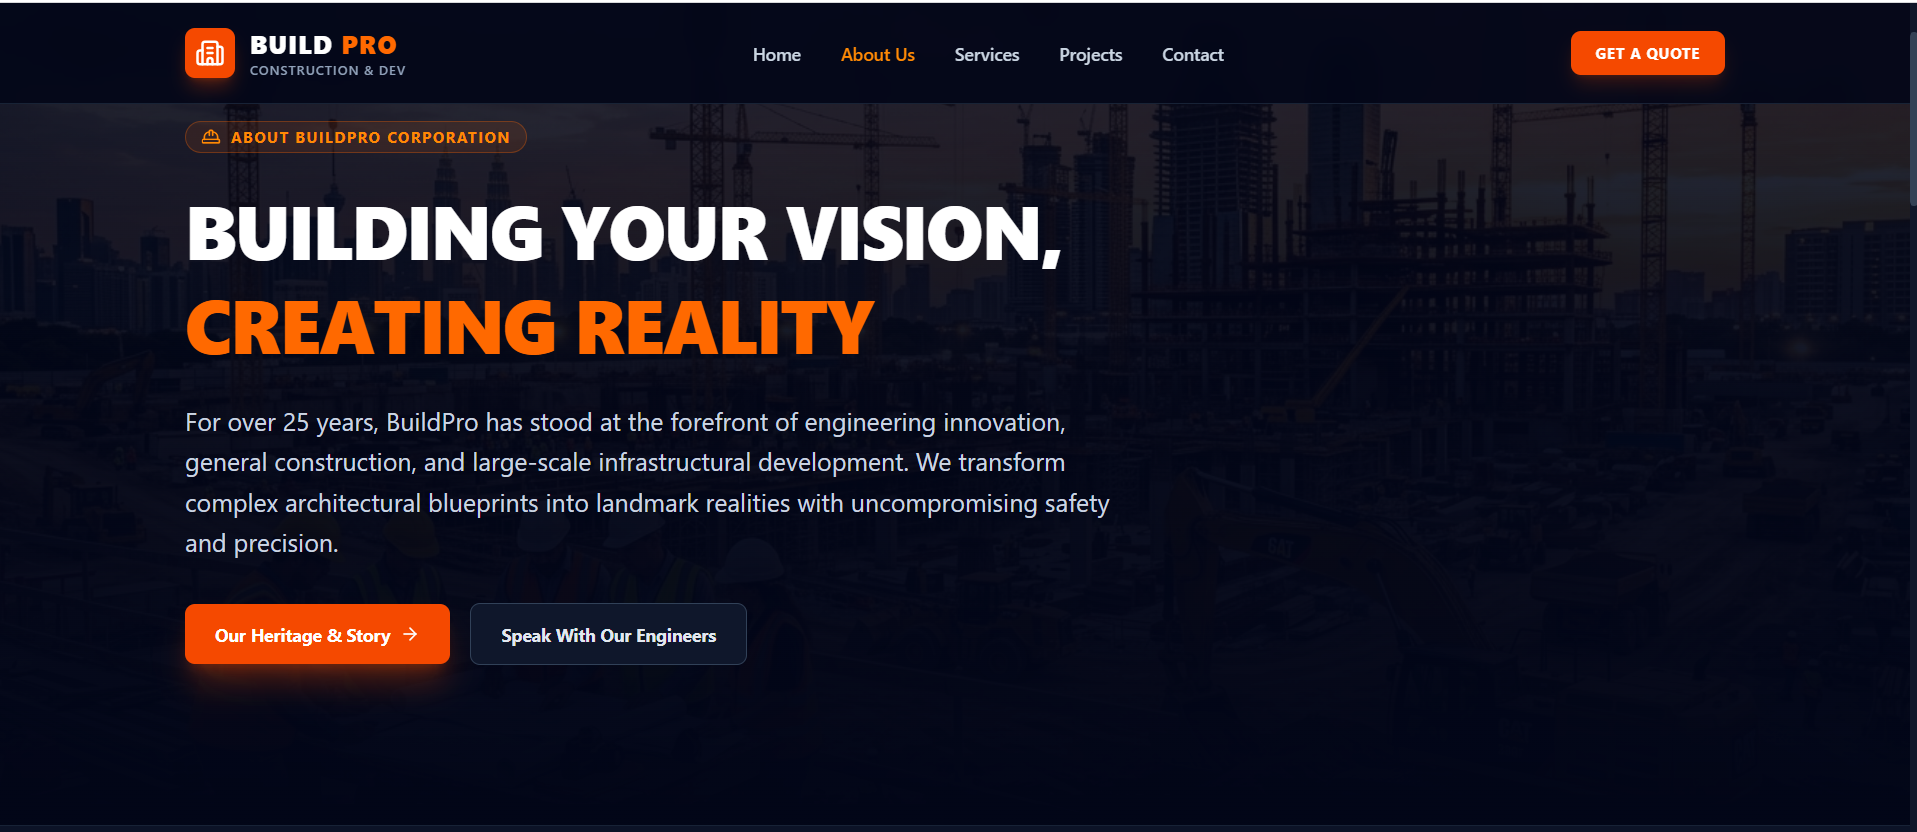 BUILD PRO
CONSTRUCTION & DEV
Home
About Us
Services
Projects
Contact
GET A QUOTE
ABOUT BUILDPRO CORPORATION
BUILDING YOUR VISION,
CREATING REALITY
For over 25 years, BuildPro has stood at the forefront of engineering innovation,
general construction, and large-scale infrastructural development. We transform
complex architectural blueprints into landmark realities with uncompromising safety
and precision.
Our Heritage & Story
Speak With Our Engineers
CAT